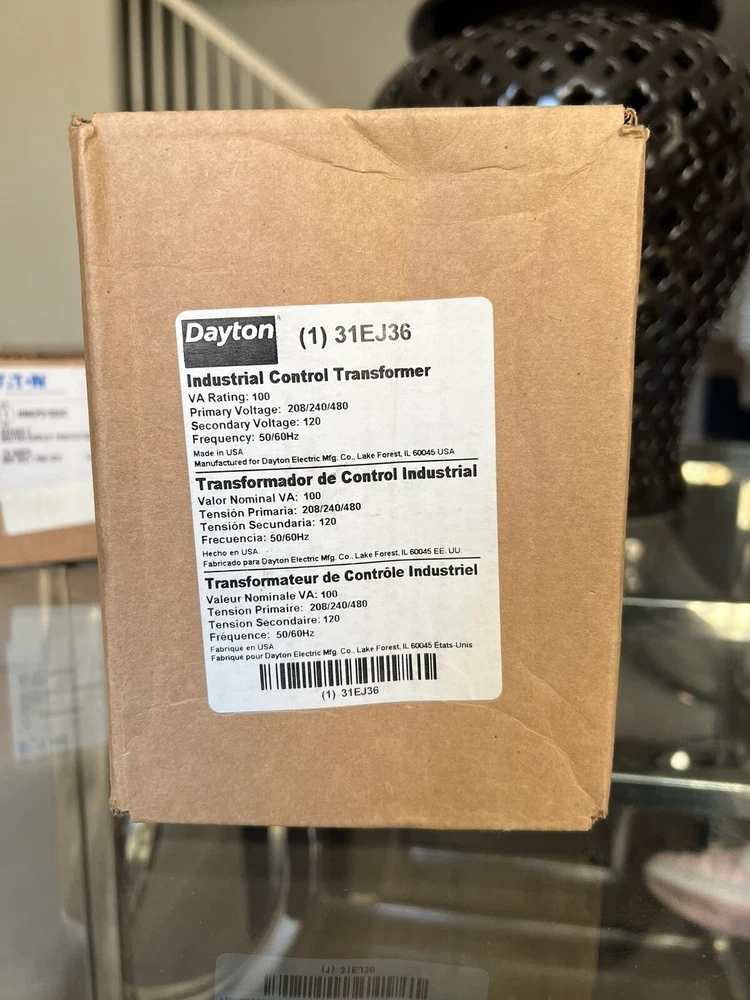 Dayton
(1) 31EJ36
Industrial Control Transformer
VA Rating: 100
Primary Voltage: 208/240/480
Secondary Voltage: 120
Frequency: 50/60Hz
Made in USA
Manufactured for Dayton Electric Mfg. Co., Lake Forest, IL 60045 USA
Transformador de Control Industrial
Valor Nominal VA: 100
Tensión Primaria: 208/240/480
Tensión Secundaria: 120
Frecuencia: 50/60Hz
Hecho en USA
Fabricado para Dayton Electric Mfg. Co., Lake Forest, IL 60045 EE. UU.
Transformateur de Contrôle Industriel
Valeur Nominale VA: 100
Tension Primaire: 208/240/480
Tension Secondaire: 120
Fréquence: 50/60Hz
Fabriqué en USA
Fabriqué pour Dayton Electric Mfg. Co., Lake Forest, IL 60045 États-Unis
(1) 31EJ36